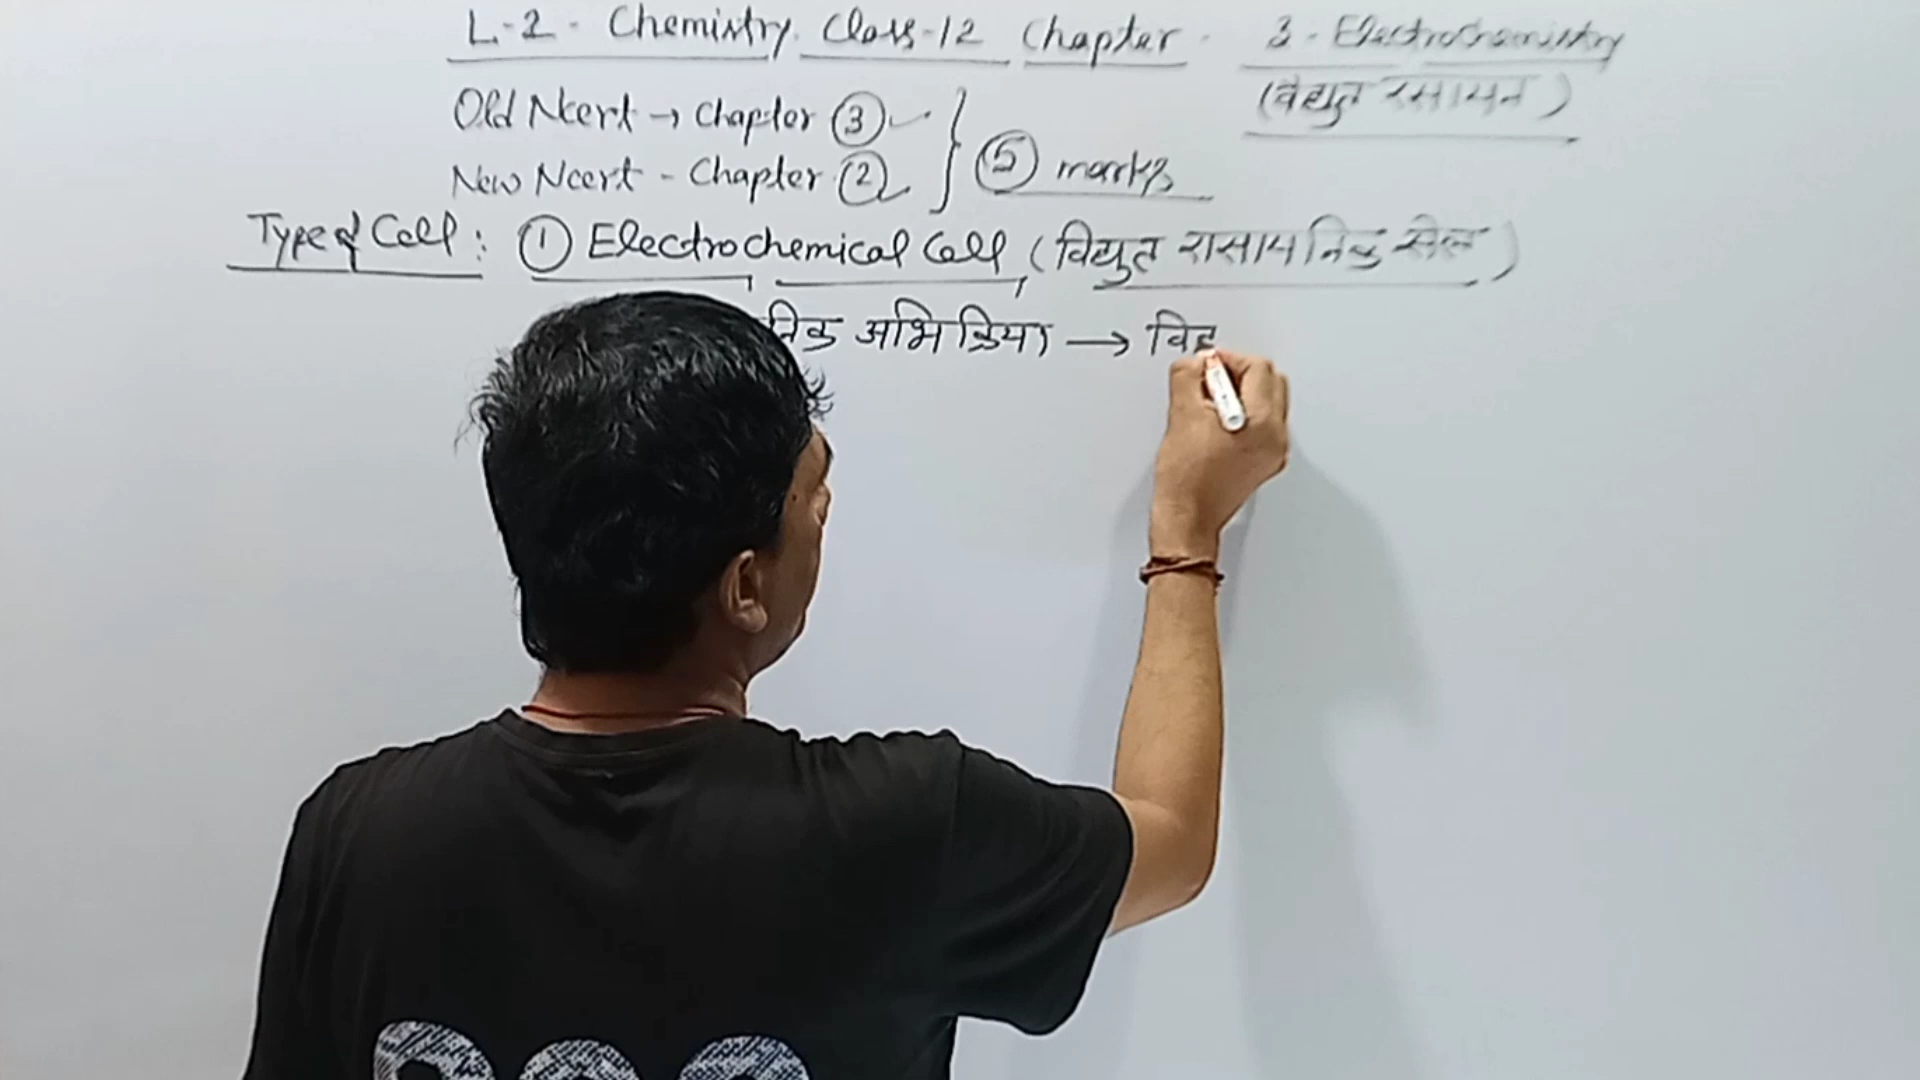 L-2 - Chemistry. Class-12 Chapter - 3 - Electrochemistry
(वैद्युत रसायन)
Old Ncert → Chapter ③
New Ncert - Chapter ② } ⑤ marks
Type of Cell : ① Electrochemical Cell (विद्युत रासायनिक सेल)
अभिक्रिया →